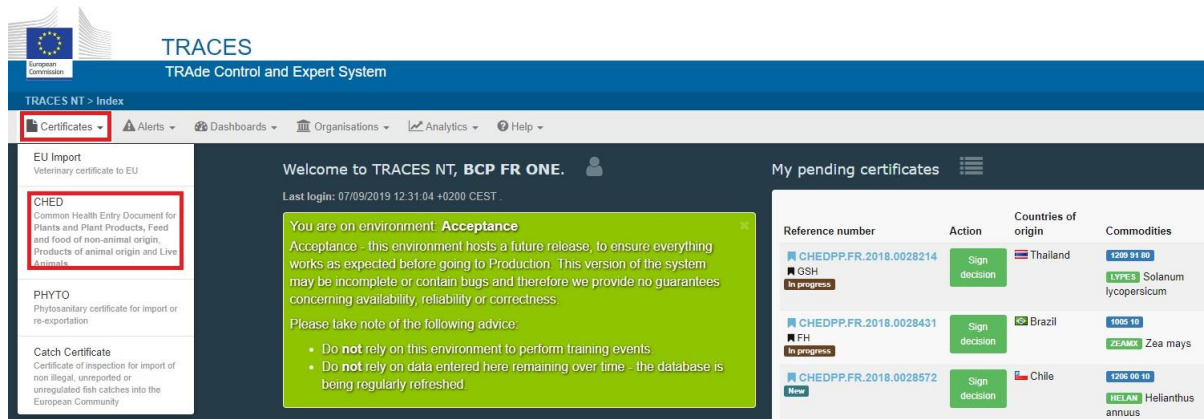 European
Commission
TRACES
TRAde Control and Expert System
TRACES NT > Index
Certificates
Alerts
Dashboards
Organisations
Analytics
Help
EU Import
Veterinary certificate to EU
CHED
Common Health Entry Document for
Plants and Plant Products, Feed
and food of non-animal origin,
Products of animal origin and Live
Animals
PHYTO
Phytosanitary certificate for import or
re-exportation
Catch Certificate
Certificate of inspection for import of
non illegal, unreported or
unregulated fish catches into the
European Community
Welcome to TRACES NT, BCP FR ONE.
Last login: 07/09/2019 12:31:04 +0200 CEST .
You are on environment: Acceptance
Acceptance - this environment hosts a future release, to ensure everything
works as expected before going to Production. This version of the system
may be incomplete or contain bugs and therefore we provide no guarantees
concerning availability, reliability or correctness.
Please take note of the following advice:
• Do not rely on this environment to perform training events
• Do not rely on data entered here remaining over time - the database is
being regularly refreshed
My pending certificates
Reference number
Action
Countries of
origin
Commodities
CHEDPP.FR.2018.0028214
GSH
In progress
Sign
decision
Thailand
1209 91 80
LYPES Solanum
lycopersicum
CHEDPP.FR.2018.0028431
FH
In progress
Sign
decision
Brazil
1005 10
ZEAMX Zea mays
CHEDPP.FR.2018.0028572
New
Sign
decision
Chile
1206 00 10
HELAN Helianthus
annuus